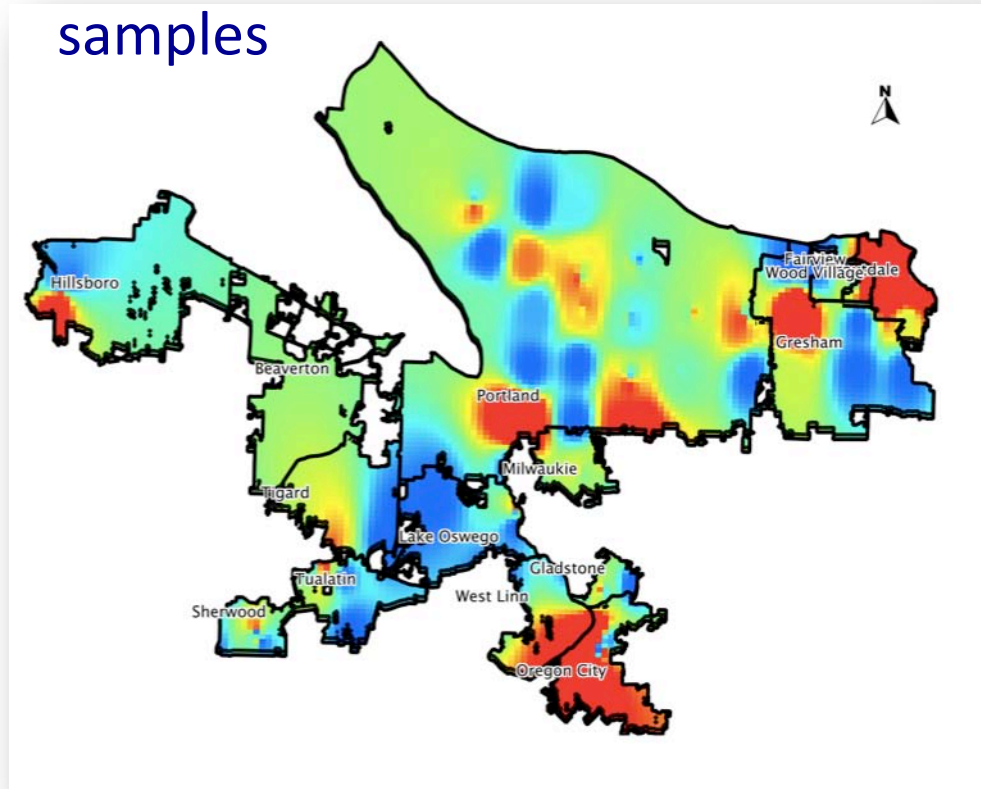 samples
N
Hillsboro
Fairview
Wood Village
dale
Gresham
Beaverton
Portland
Milwaukie
Tigard
Lake Oswego
Tualatin
Gladstone
West Linn
Sherwood
Oregon City